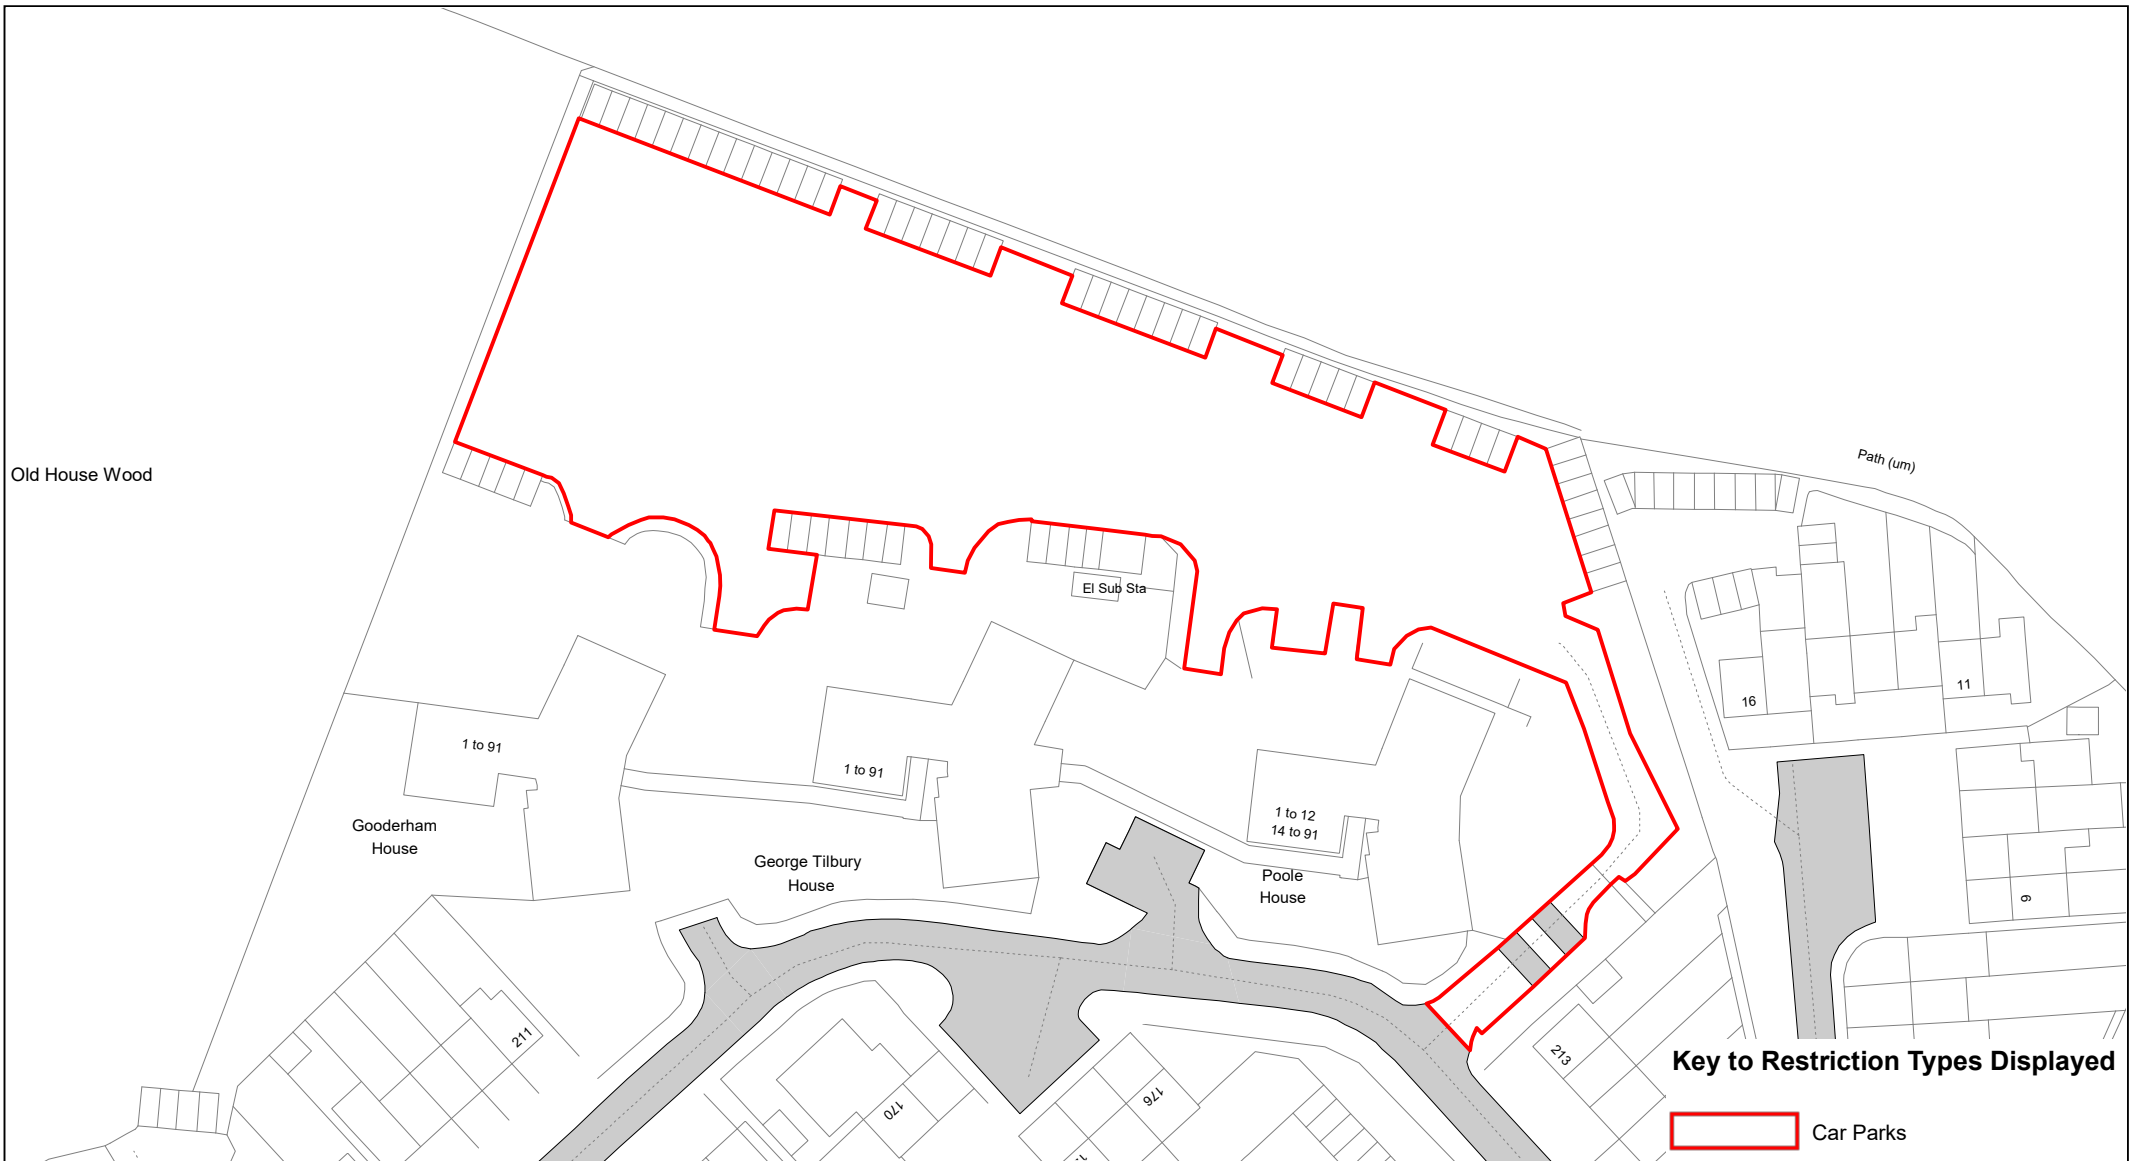 Old House Wood
Path (um)
El Sub Sta
16
11
1 to 91
1 to 91
1 to 12
14 to 91
Gooderham
House
George Tilbury
House
Poole
House
9
211
213
170
176
Key to Restriction Types Displayed
Car Parks